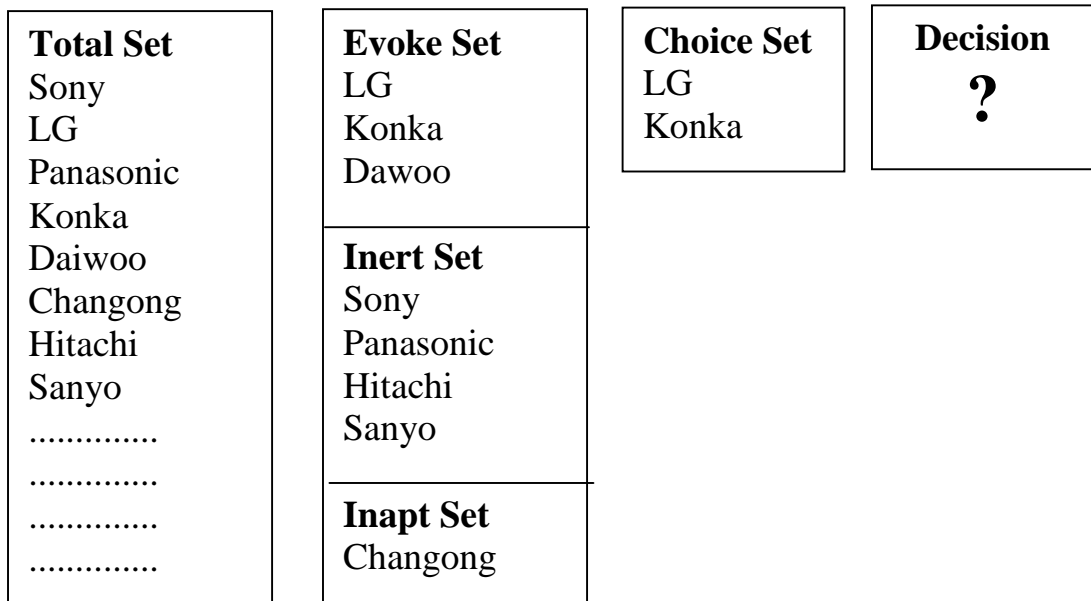 Total Set
Sony
LG
Panasonic
Konka
Daiwoo
Changong
Hitachi
Sanyo
..............
..............
..............
..............
Evoke Set
LG
Konka
Dawoo
Inert Set
Sony
Panasonic
Hitachi
Sanyo
Inapt Set
Changong
Choice Set
LG
Konka
Decision
?